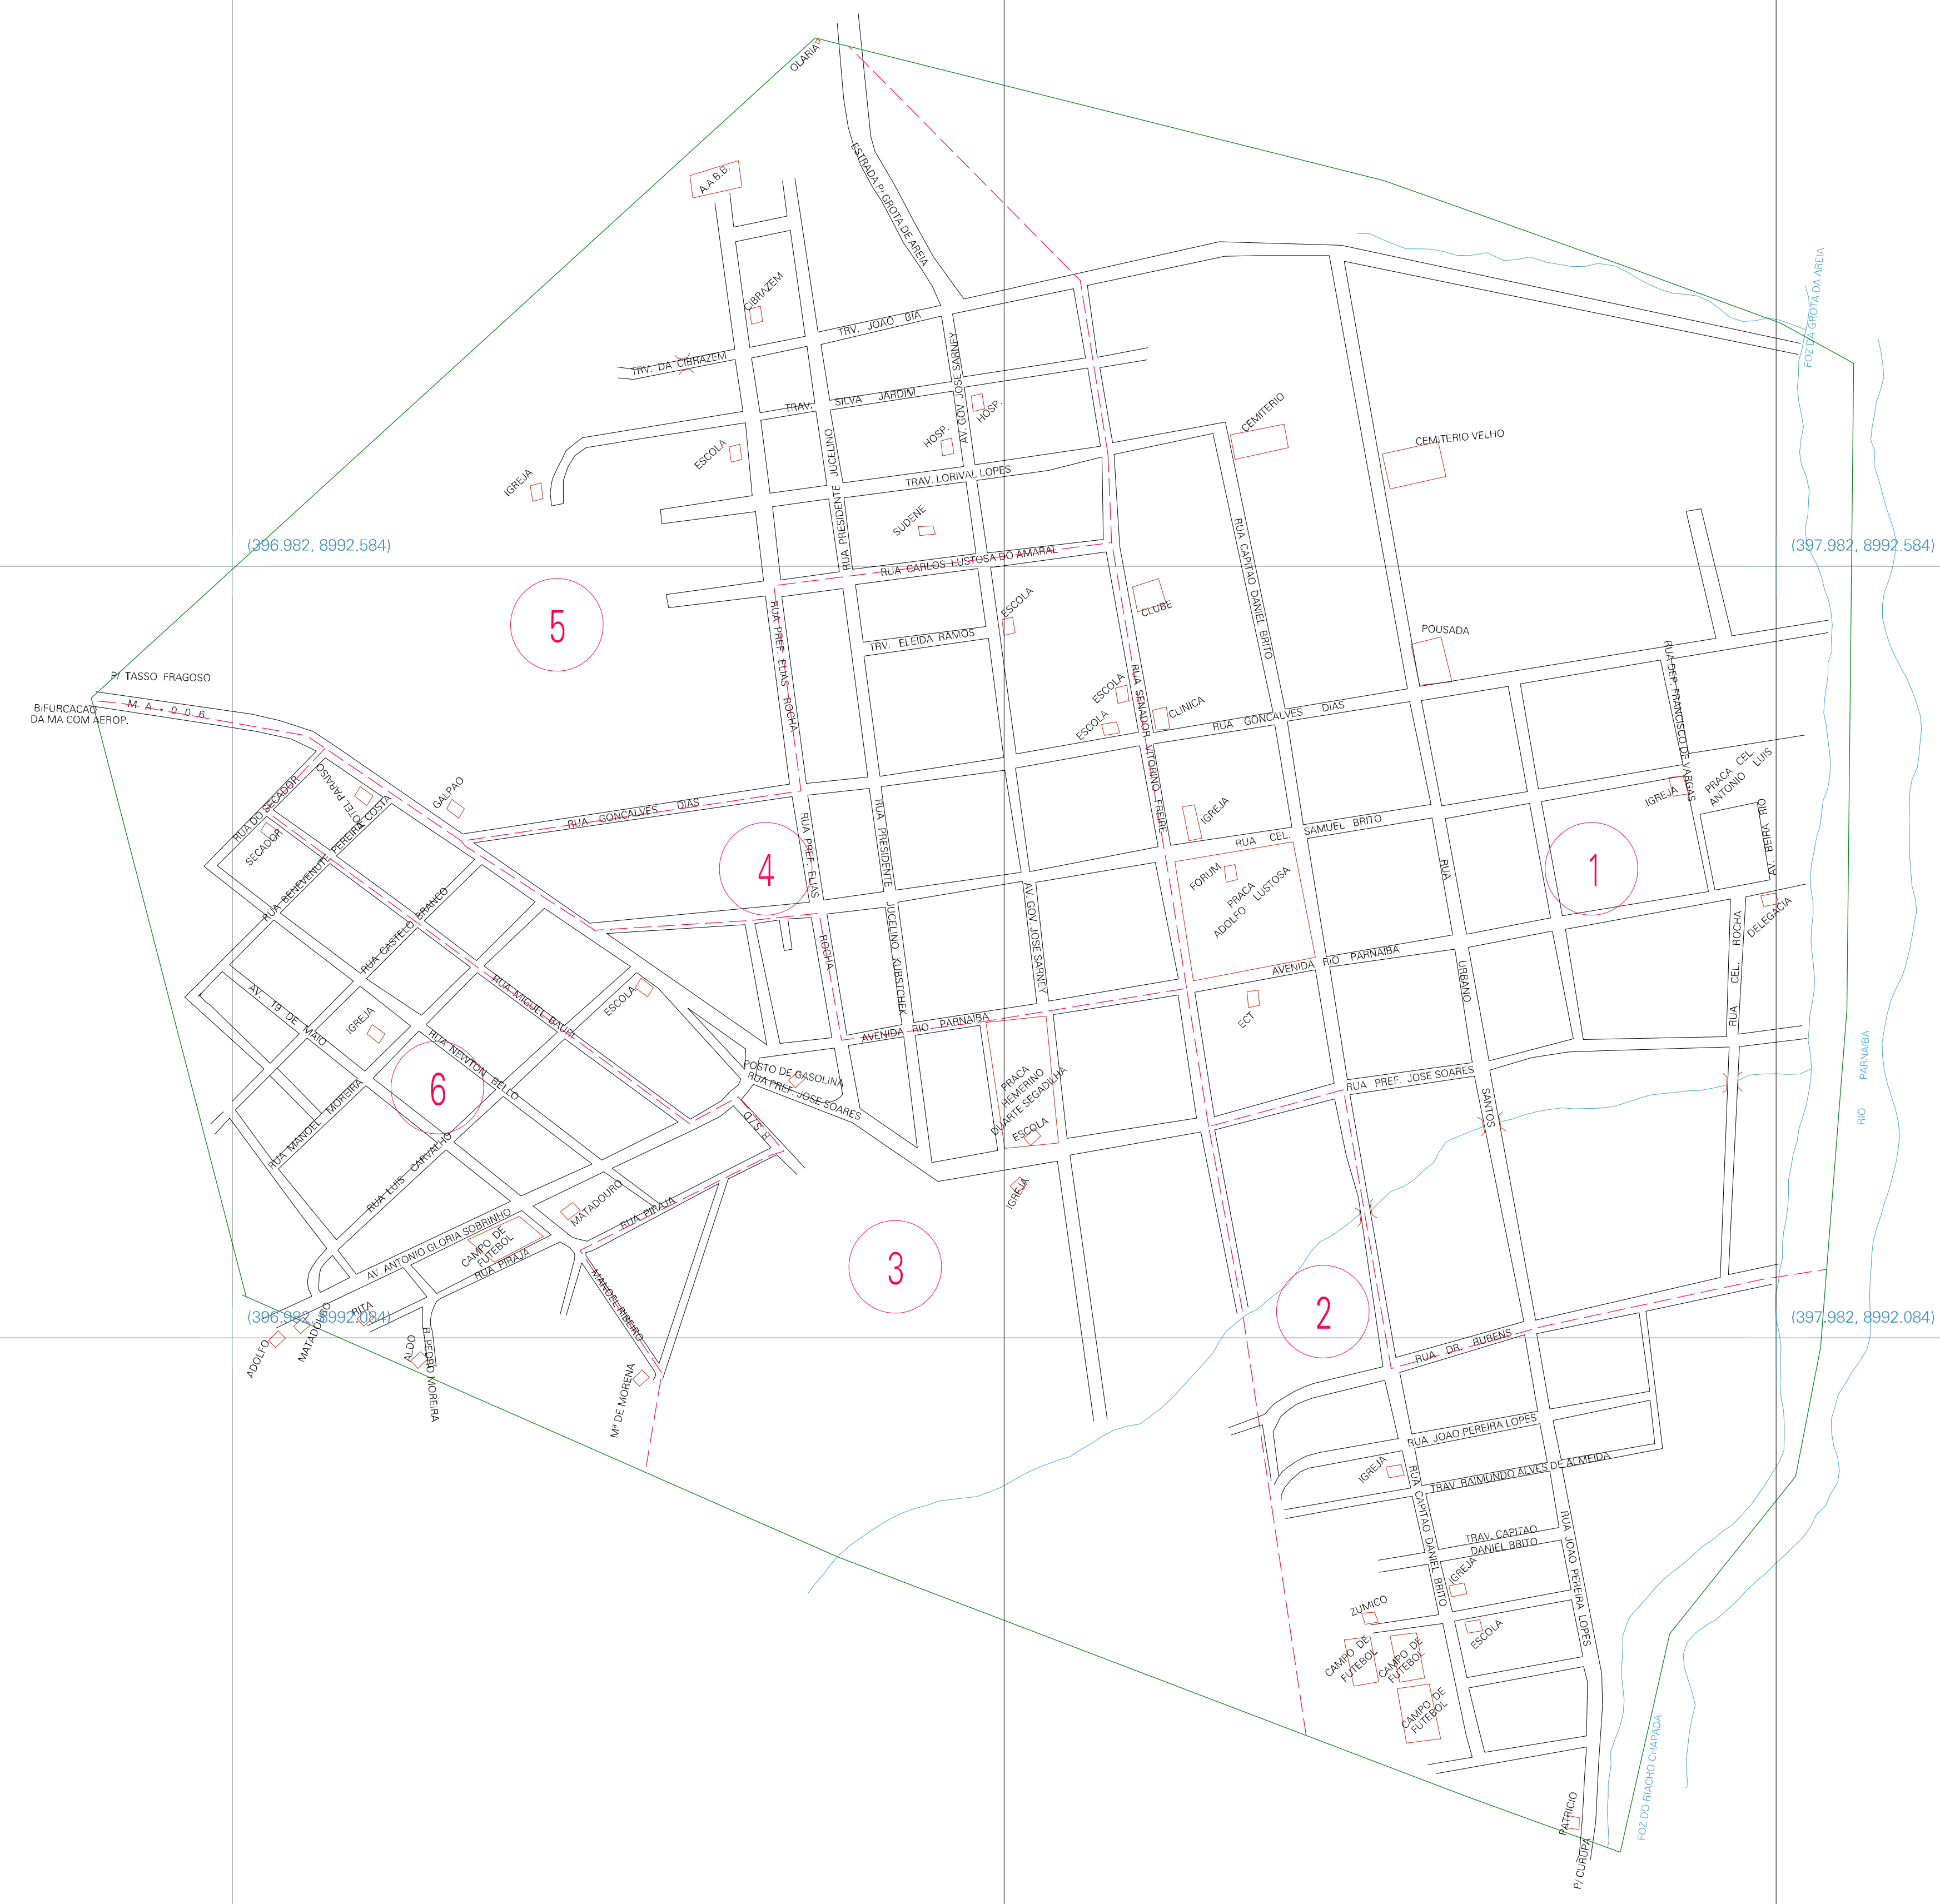 OLARIA
ESTRADA P/ GROTA DE AREIA
A.A.B.B.
CIBRAZEM
TRV. JOAO BIA
TRV. DA CIBRAZEM
AV. GOV. JOSE SARNEY
TRAV. SILVA JARDIM
HOSP.
HOSP.
FOZ DA GROTA DA AREIA
CEMITERIO
CEMITERIO VELHO
ESCOLA
IGREJA
RUA PRESIDENTE JUCELINO
TRAV. LORIVAL LOPES
SUDENE
RUA CARLOS LUSTOSA DO AMARAL
RUA CAPITAO DANIEL BRITO
(396.982, 8992.584)
(397.982, 8992.584)
5
ESCOLA
CLUBE
TRV. ELEIDA RAMOS
RUA PREF. ELIAS ROCHA
POUSADA
RUA DEP. FRANCISCO DE VARGAS
P/ TASSO FRAGOSO
BIFURCACAO
DA MA COM AEROP.
MA-006
ESCOLA
ESCOLA
RUA SENADOR VITORINO FREIRE
CLINICA
RUA GONCALVES DIAS
PRACA CEL.
ANTONIO LUIS
IGREJA
AV. BEIRA RIO
HOTEL PARAISO
GALPAO
RUA DO SECADOR
SECADOR
RUA BENEVENUTE PEREIRA COSTA
RUA GONCALVES DIAS
RUA PREF. ELIAS
ROCHA
RUA PRESIDENTE
JUCELINO KUBSTCHEK
IGREJA
RUA CEL. SAMUEL BRITO
FORUM
PRACA
ADOLFO LUSTOSA
4
1
RUA
URBANO
SANTOS
DELEGACIA
RUA CEL. ROCHA
RUA CASTELO BRANCO
AV. GOV. JOSE SARNEY
AVENIDA RIO PARNAIBA
AVENIDA RIO PARNAIBA
ECT
RUA MIGUEL BAURI
ESCOLA
AV. 19 DE MAIO
IGREJA
RUA NEWTON BELLO
6
POSTO DE GASOLINA
RUA PREF. JOSE SOARES
PRACA
HEMERINO
DUARTE SEGADILHA
ESCOLA
IGREJA
RUA PREF. JOSE SOARES
RIO PARNAIBA
RUA MANOEL MOREIRA
RUA LUIS CARVALHO
R. S/D
MATADOURO
RUA PIRAJA
AV. ANTONIO GLORIA SOBRINHO
CAMPO DE
FUTEBOL
RUA PIRAJA
3
2
MANOEL RIBEIRO
(396.982, 8992.084)
(397.982, 8992.084)
RITA
MATADOURO
ADOLFO
ALDO
R. PEDRO MOREIRA
Mª DE MORENA
RUA DR. RUBENS
RUA JOAO PEREIRA LOPES
IGREJA
TRAV. RAIMUNDO ALVES DE ALMEIDA
RUA CAPITAO DANIEL BRITO
TRAV. CAPITAO
DANIEL BRITO
RUA JOAO PEREIRA LOPES
IGREJA
ZUMICO
ESCOLA
CAMPO DE
FUTEBOL
CAMPO DE
FUTEBOL
CAMPO DE
FUTEBOL
FOZ DO RIACHO CHAPADA
PATRICIO
P/ CURUPA